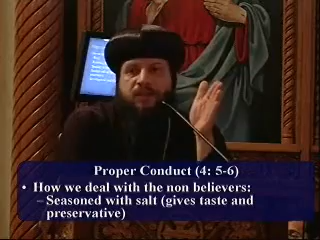 Proper Conduct (4: 5-6)
• How we deal with the non believers:
– Seasoned with salt (gives taste and
preservative)